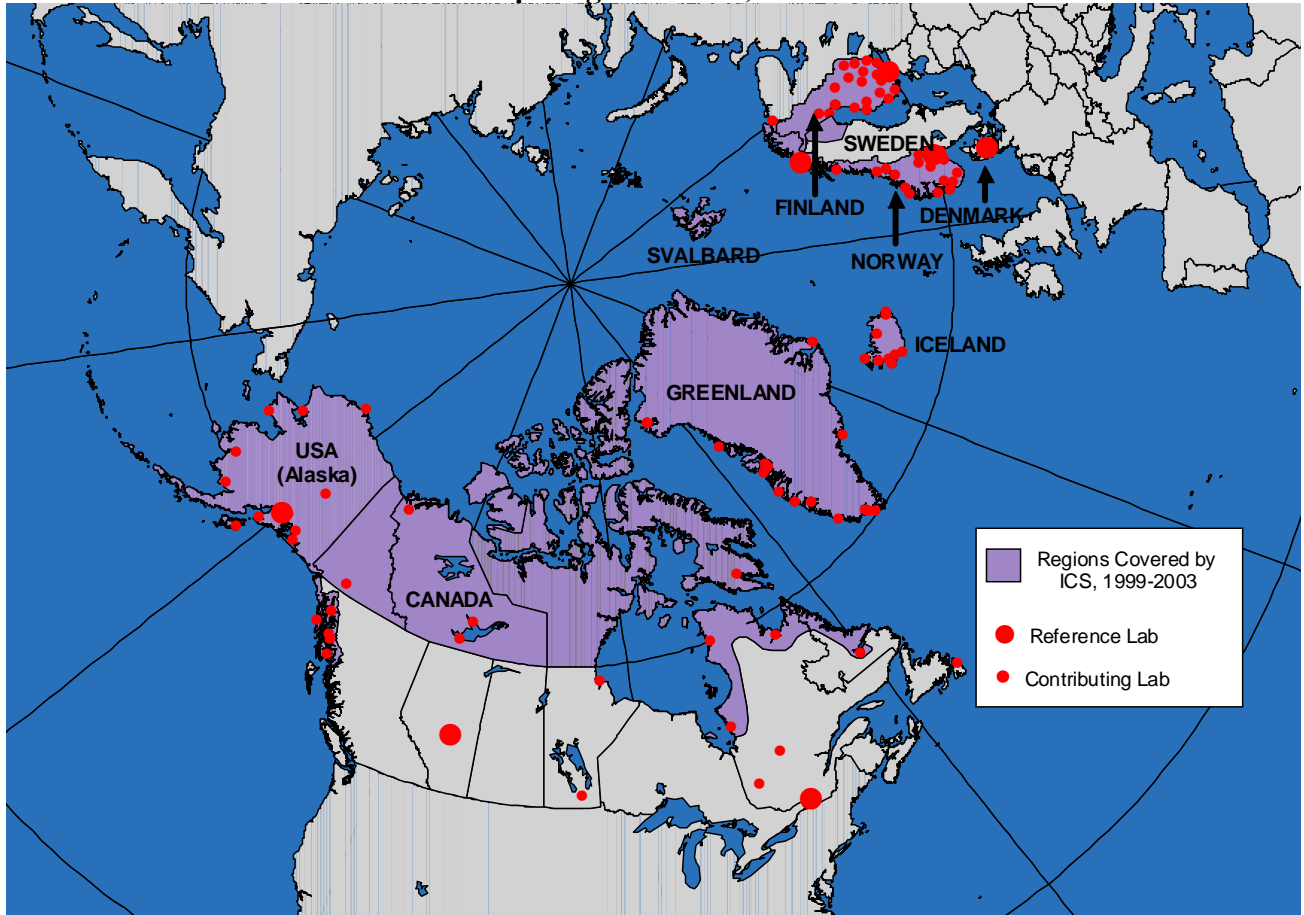 SWEDEN
FINLAND
DENMARK
SVALBARD
NORWAY
ICELAND
GREENLAND
USA
(Alaska)
CANADA
Regions Covered by
ICS, 1999-2003
Reference Lab
Contributing Lab